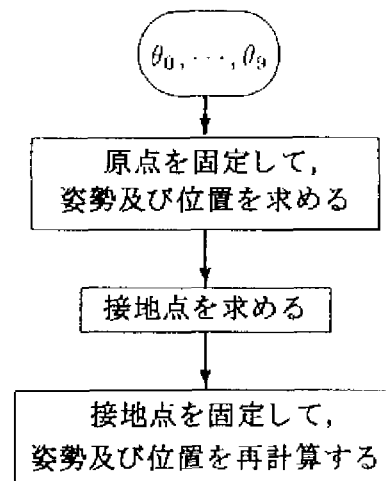 θ₀, ⋯, θ₉
原点を固定して,
姿勢及び位置を求める
接地点を求める
接地点を固定して,
姿勢及び位置を再計算する